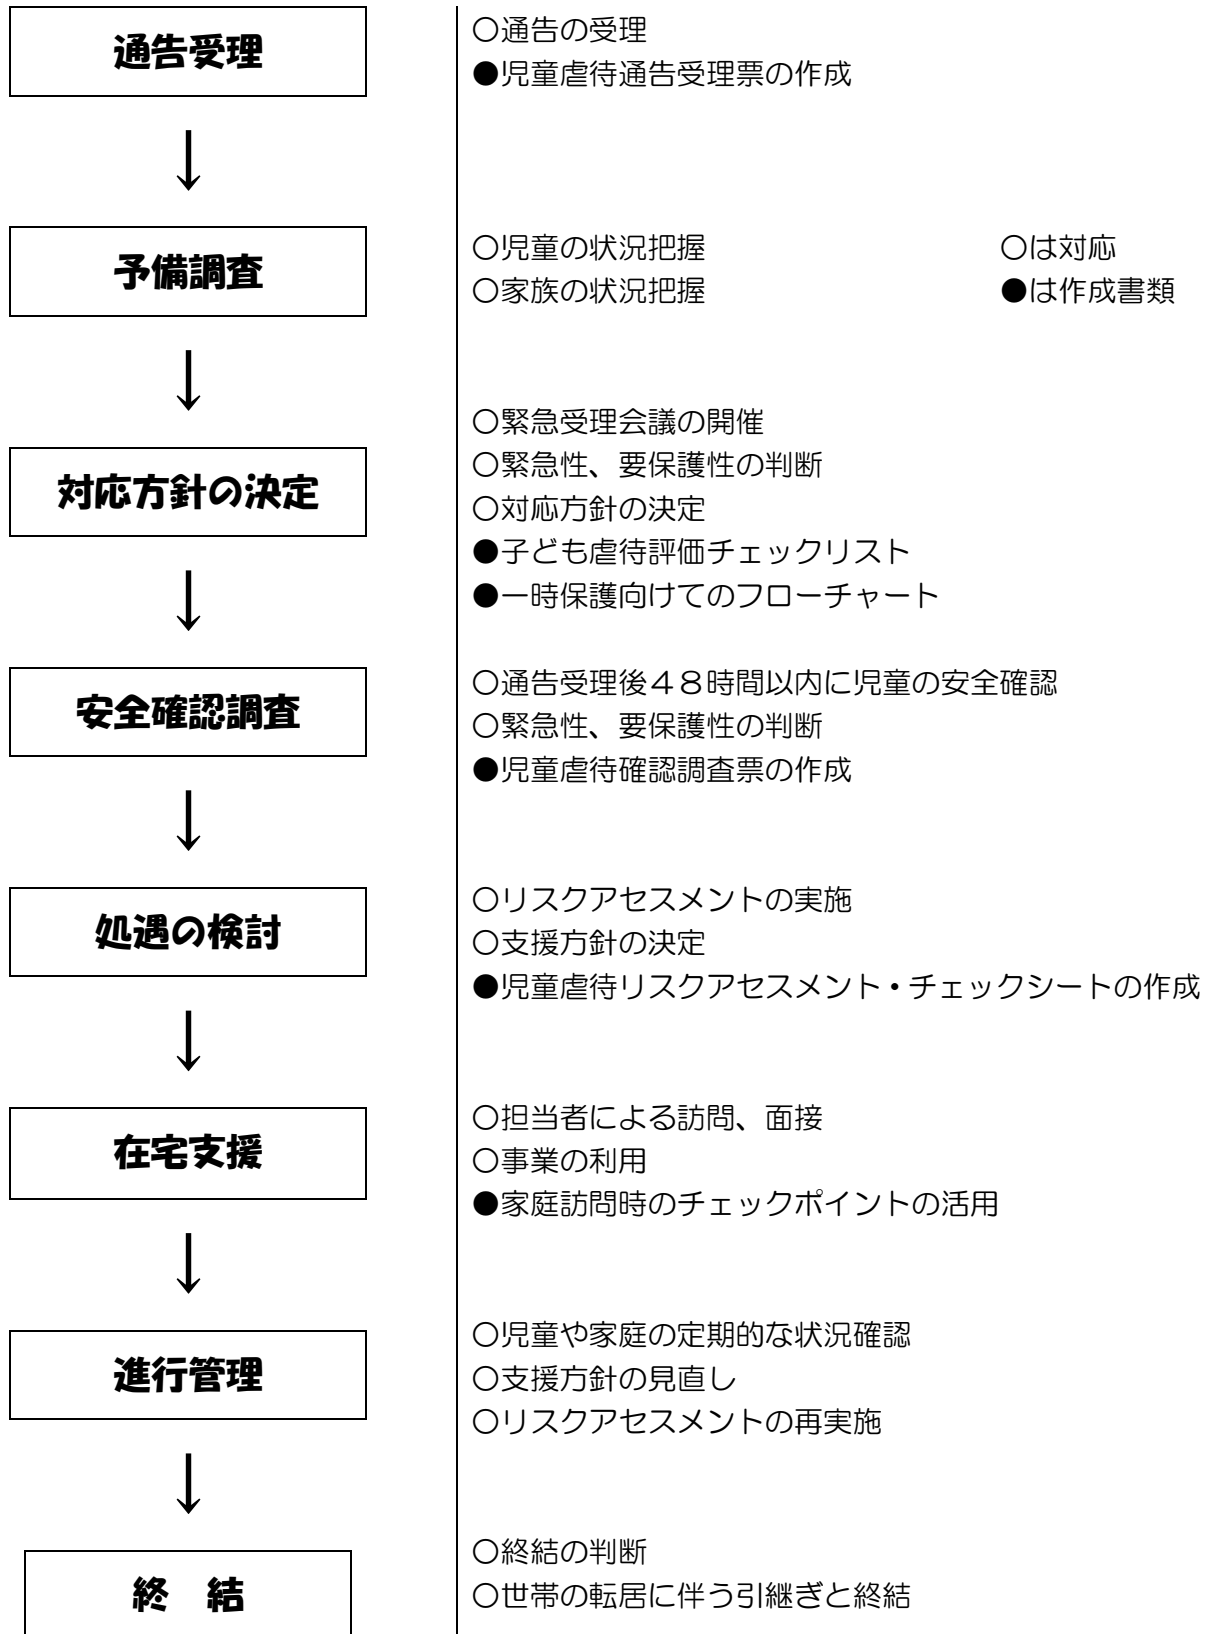 通告受理
○通告の受理
●児童虐待通告受理票の作成
↓
予備調査
○児童の状況把握
○家族の状況把握
○は対応
●は作成書類
↓
対応方針の決定
○緊急受理会議の開催
○緊急性、要保護性の判断
○対応方針の決定
●子ども虐待評価チェックリスト
●一時保護向けてのフローチャート
↓
安全確認調査
○通告受理後48時間以内に児童の安全確認
○緊急性、要保護性の判断
●児童虐待確認調査票の作成
↓
処遇の検討
○リスクアセスメントの実施
○支援方針の決定
●児童虐待リスクアセスメント・チェックシートの作成
↓
在宅支援
○担当者による訪問、面接
○事業の利用
●家庭訪問時のチェックポイントの活用
↓
進行管理
○児童や家庭の定期的な状況確認
○支援方針の見直し
○リスクアセスメントの再実施
↓
終　結
○終結の判断
○世帯の転居に伴う引継ぎと終結